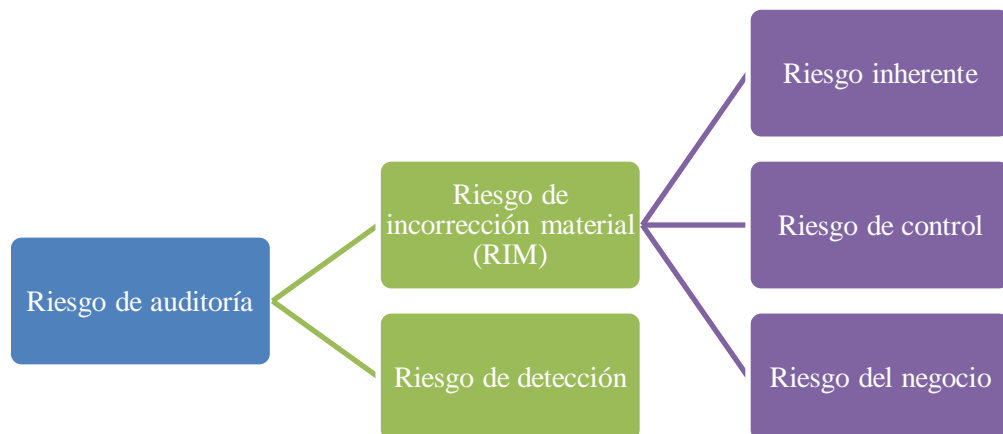 Riesgo de auditoría
Riesgo de
incorrección material
(RIM)
Riesgo de detección
Riesgo inherente
Riesgo de control
Riesgo del negocio